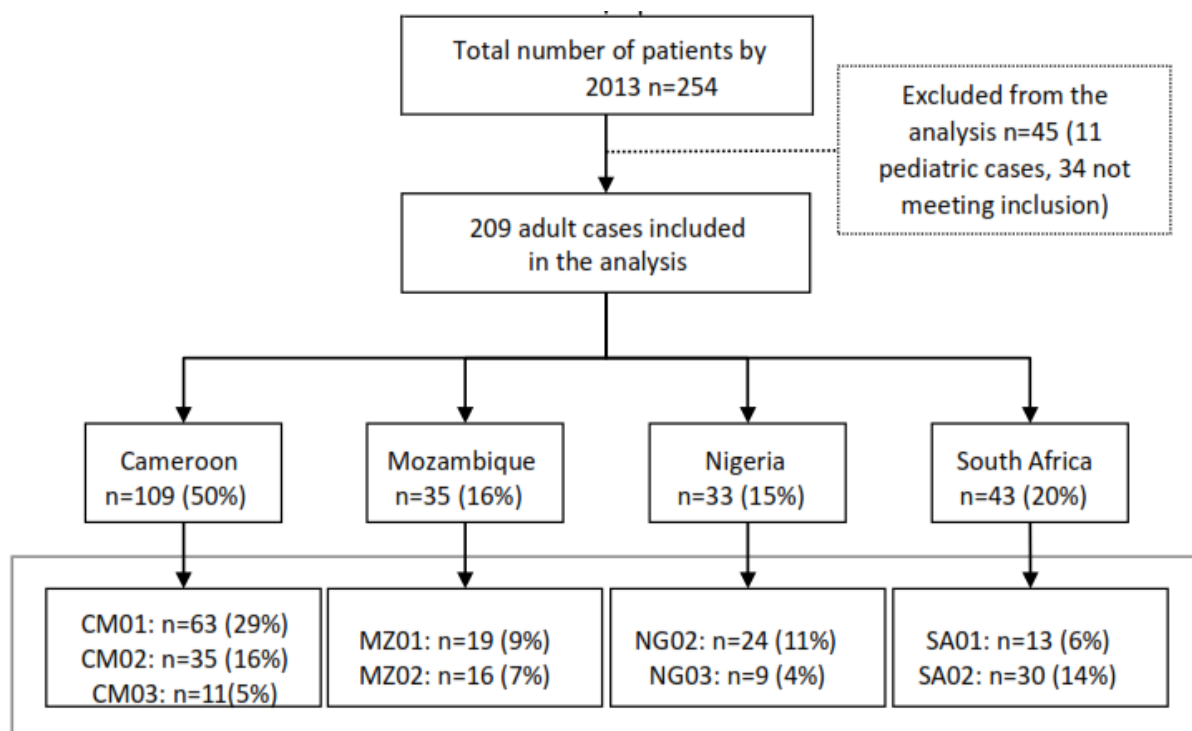 Total number of patients by
2013 n=254
Excluded from the
analysis n=45 (11
pediatric cases, 34 not
meeting inclusion)
209 adult cases included
in the analysis
Cameroon
n=109 (50%)
Mozambique
n=35 (16%)
Nigeria
n=33 (15%)
South Africa
n=43 (20%)
CM01: n=63 (29%)
CM02: n=35 (16%)
CM03: n=11(5%)
MZ01: n=19 (9%)
MZ02: n=16 (7%)
NG02: n=24 (11%)
NG03: n=9 (4%)
SA01: n=13 (6%)
SA02: n=30 (14%)